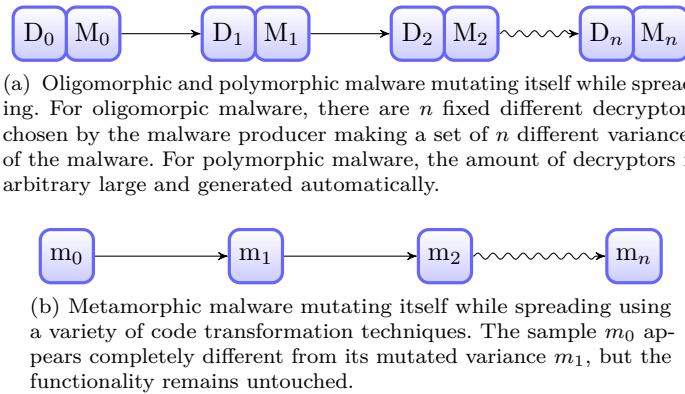 D₀ M₀ D₁ M₁ D₂ M₂ Dₙ Mₙ
(a) Oligomorphic and polymorphic malware mutating itself while sprea
ing. For oligomorpic malware, there are n fixed different decryptor
chosen by the malware producer making a set of n different variance
of the malware. For polymorphic malware, the amount of decryptors
arbitrary large and generated automatically.
m₀ m₁ m₂ mₙ
(b) Metamorphic malware mutating itself while spreading using
a variety of code transformation techniques. The sample m₀ ap-
pears completely different from its mutated variance m₁, but the
functionality remains untouched.